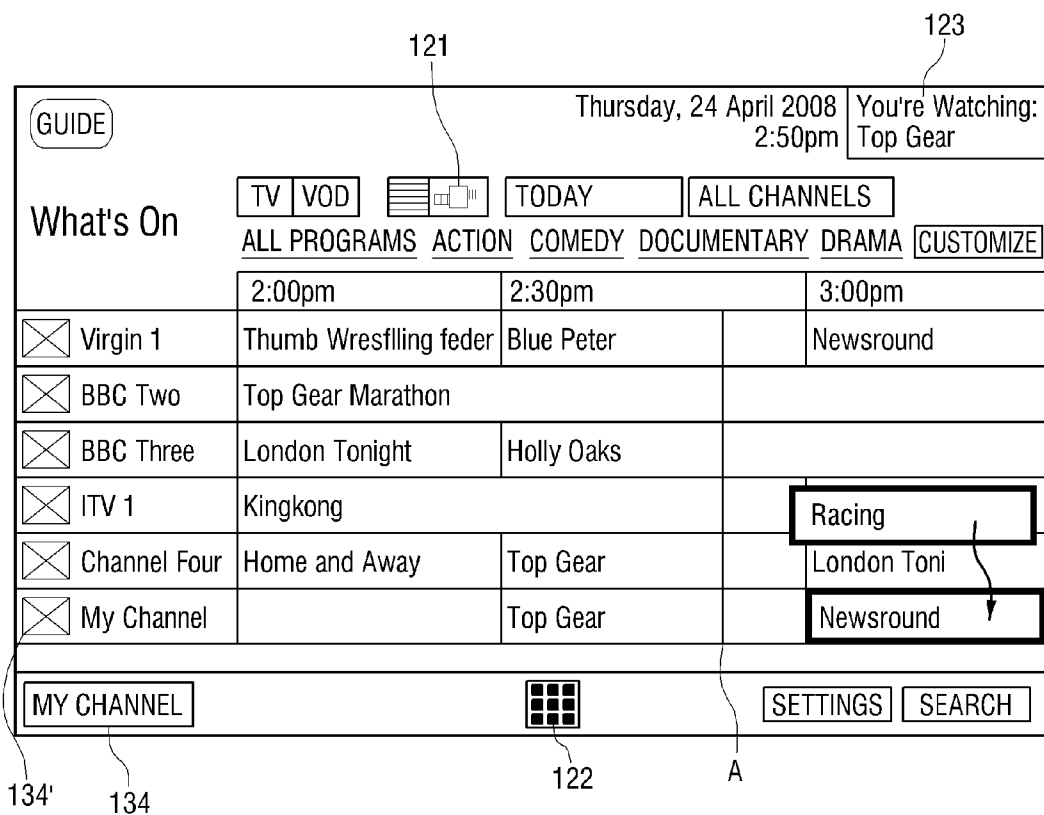 121
123
GUIDE
Thursday, 24 April 2008
2:50pm
You're Watching:
Top Gear
What's On
TV VOD TODAY ALL CHANNELS
ALL PROGRAMS ACTION COMEDY DOCUMENTARY DRAMA CUSTOMIZE
2:00pm 2:30pm 3:00pm
Virgin 1 Thumb Wresflling feder Blue Peter Newsround
BBC Two Top Gear Marathon
BBC Three London Tonight Holly Oaks
ITV 1 Kingkong Racing
Channel Four Home and Away Top Gear London Toni
My Channel Top Gear Newsround
MY CHANNEL SETTINGS SEARCH
134' 134 122 A